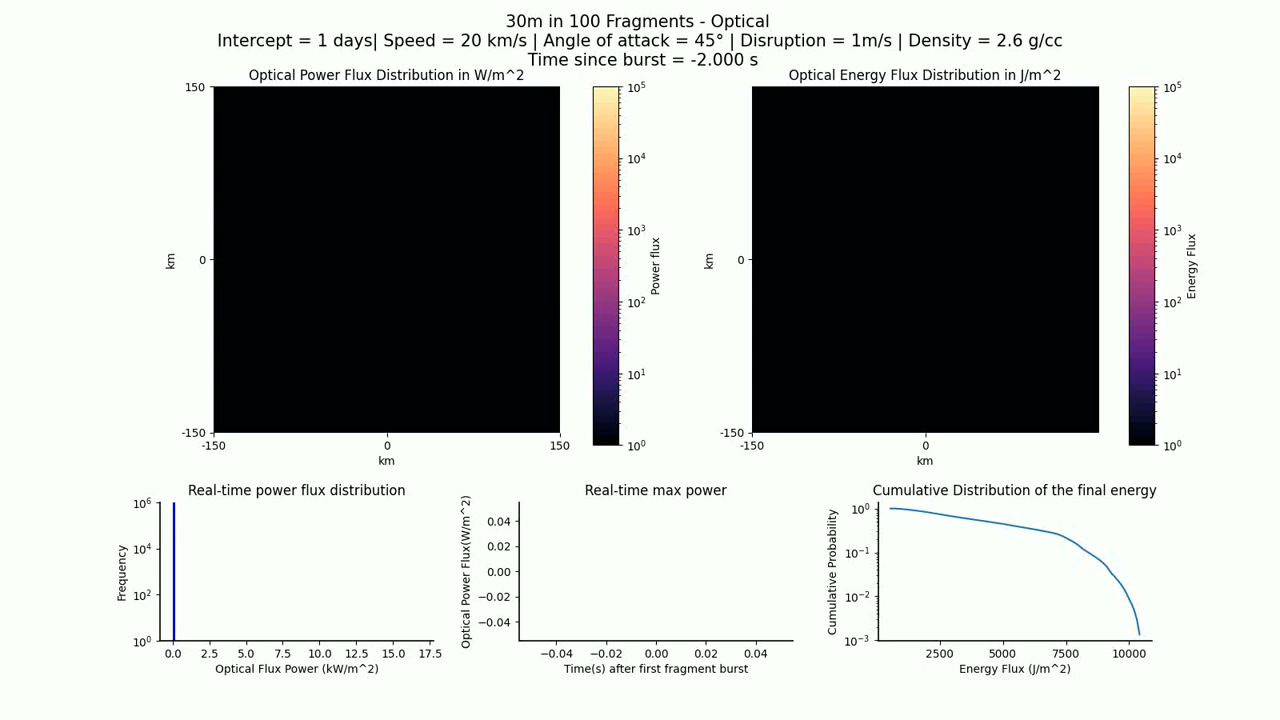 30m in 100 Fragments - Optical
Intercept = 1 days| Speed = 20 km/s | Angle of attack = 45° | Disruption = 1m/s | Density = 2.6 g/cc
Time since burst = -2.000 s
Optical Power Flux Distribution in W/m^2
150
0
-150
km
-150 0 150
km
10^5
10^4
10^3
10^2
10^1
10^0
Power flux
Optical Energy Flux Distribution in J/m^2
0
-150
km
-150 0
km
10^5
10^4
10^3
10^2
10^1
10^0
Energy Flux
Real-time power flux distribution
10^6
10^4
10^2
10^0
Frequency
0.0 2.5 5.0 7.5 10.0 12.5 15.0 17.5
Optical Flux Power (kW/m^2)
Real-time max power
0.04
0.02
0.00
−0.02
−0.04
Optical Power Flux(W/m^2)
−0.04 −0.02 0.00 0.02 0.04
Time(s) after first fragment burst
Cumulative Distribution of the final energy
10^0
10^−1
10^−2
10^−3
Cumulative Probability
2500 5000 7500 10000
Energy Flux (J/m^2)